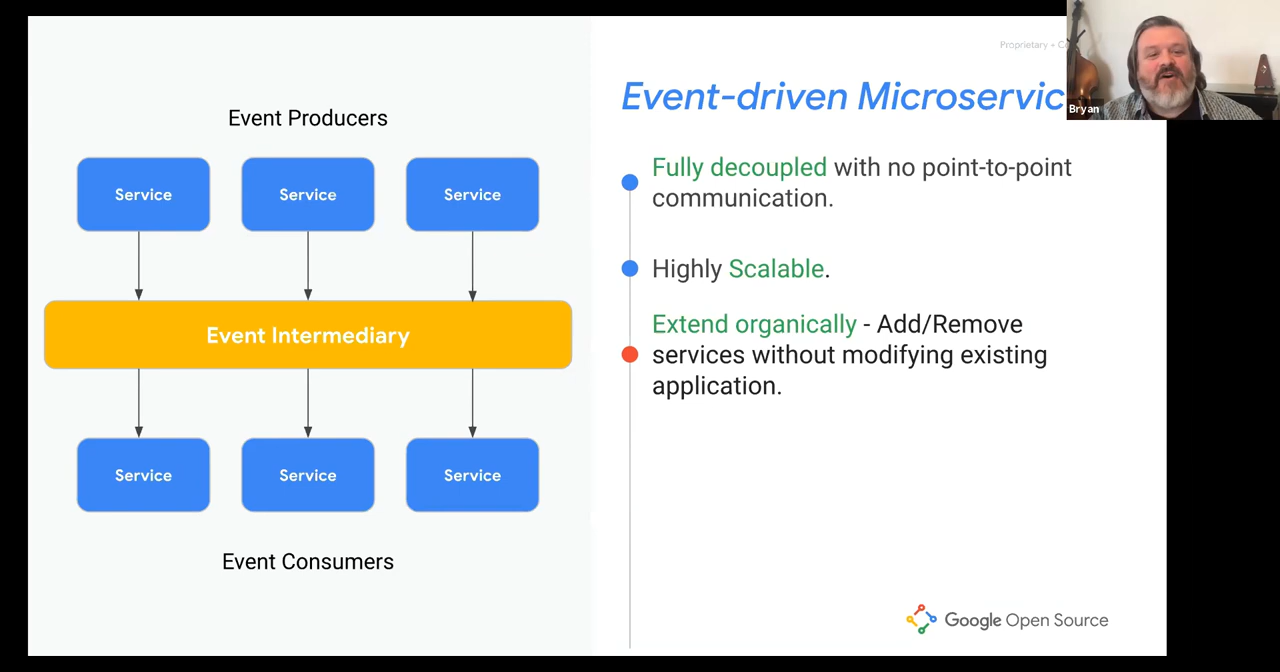 Proprietary +
Bryan
Event-driven Microservic
Event Producers
Service
Service
Service
Event Intermediary
Service
Service
Service
Event Consumers
Fully decoupled with no point-to-point
communication.
Highly Scalable.
Extend organically - Add/Remove
services without modifying existing
application.
Google Open Source